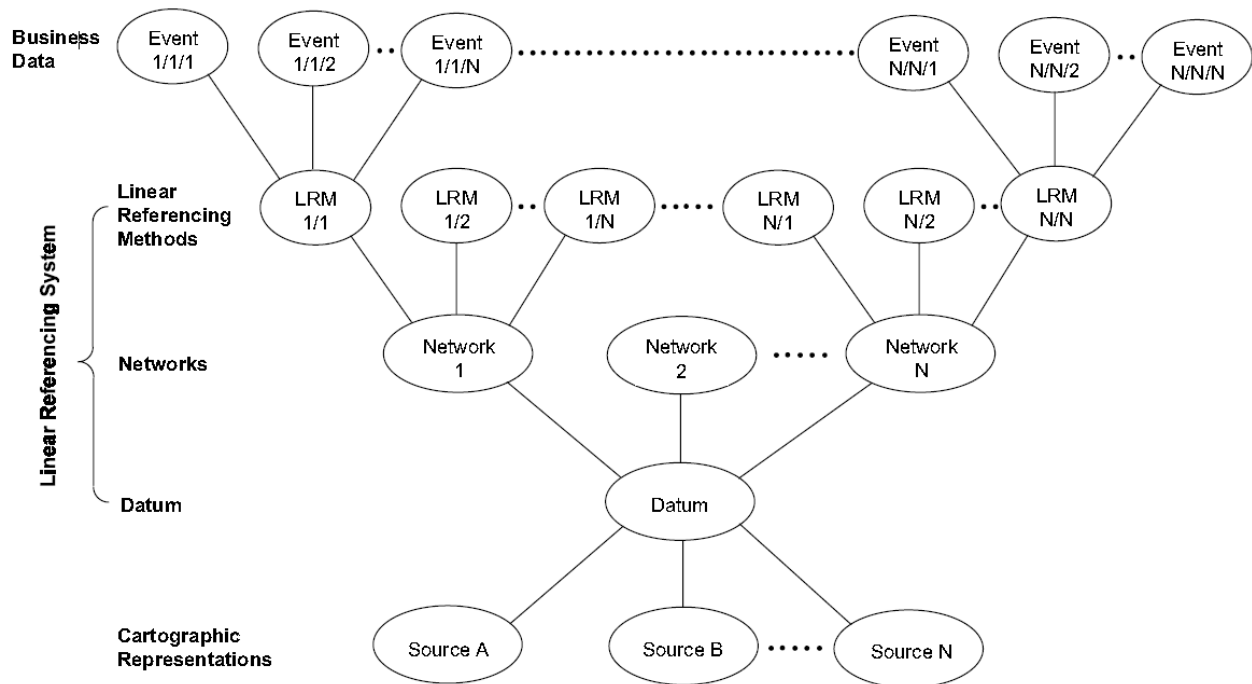 Business
Data
Event
1/1/1
Event
1/1/2
Event
1/1/N
Event
N/N/1
Event
N/N/2
Event
N/N/N
Linear
Referencing
Methods
LRM
1/1
LRM
1/2
LRM
1/N
LRM
N/1
LRM
N/2
LRM
N/N
Linear Referencing System
Networks
Network
1
Network
2
Network
N
Datum
Datum
Cartographic
Representations
Source A
Source B
Source N